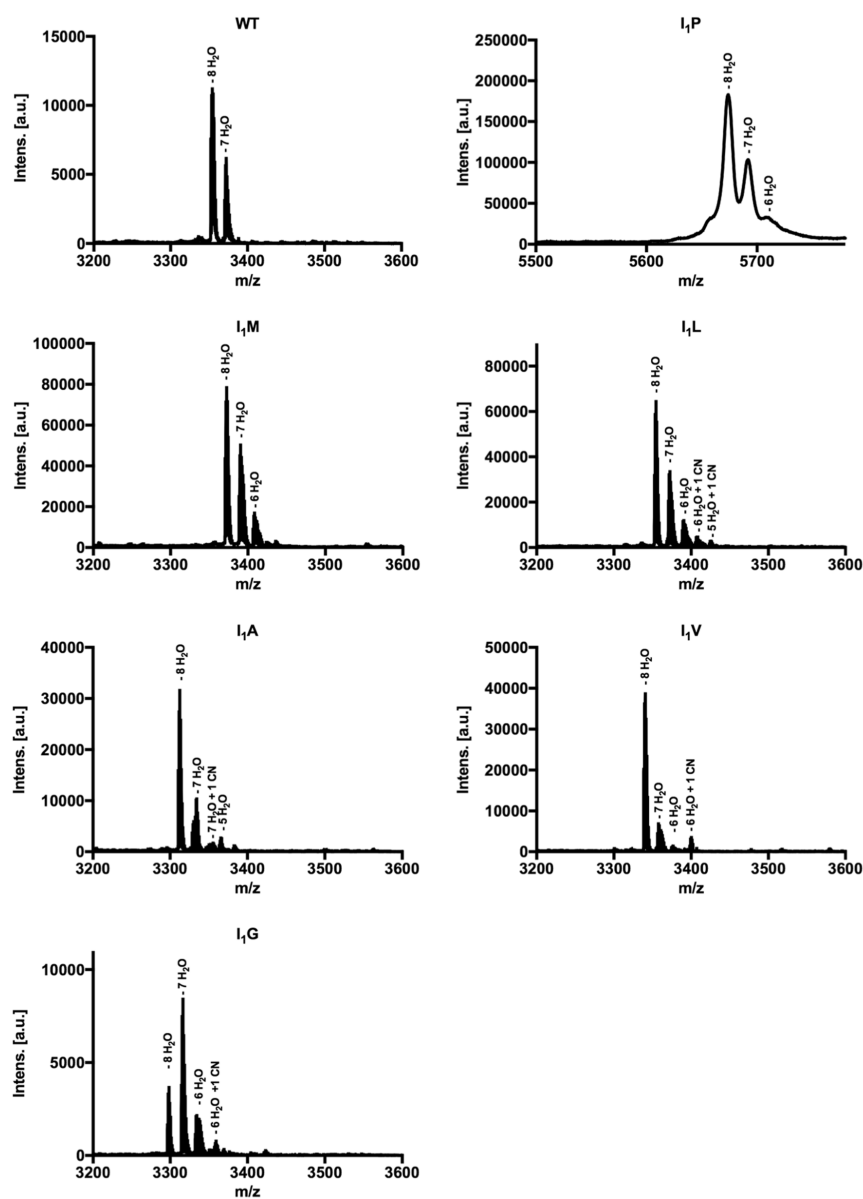 WT
Intens. [a.u.]
15000
10000
5000
0
- 8 H₂O
- 7 H₂O
3200 3300 3400 3500 3600
m/z
I₁P
Intens. [a.u.]
250000
200000
150000
100000
50000
0
- 8 H₂O
- 7 H₂O
- 6 H₂O
5500 5600 5700
m/z
I₁M
Intens. [a.u.]
100000
80000
60000
40000
20000
0
- 8 H₂O
- 7 H₂O
- 6 H₂O
3200 3300 3400 3500 3600
m/z
I₁L
Intens. [a.u.]
80000
60000
40000
20000
0
- 8 H₂O
- 7 H₂O
- 6 H₂O
- 6 H₂O + 1 CN
- 5 H₂O + 1 CN
3200 3300 3400 3500 3600
m/z
I₁A
Intens. [a.u.]
40000
30000
20000
10000
0
- 8 H₂O
- 7 H₂O
- 7 H₂O + 1 CN
- 5 H₂O
3200 3300 3400 3500 3600
m/z
I₁V
Intens. [a.u.]
50000
40000
30000
20000
10000
0
- 8 H₂O
- 7 H₂O
- 6 H₂O
- 6 H₂O + 1 CN
3200 3300 3400 3500 3600
m/z
I₁G
Intens. [a.u.]
10000
5000
0
- 8 H₂O
- 7 H₂O
- 6 H₂O
- 6 H₂O +1 CN
3200 3300 3400 3500 3600
m/z